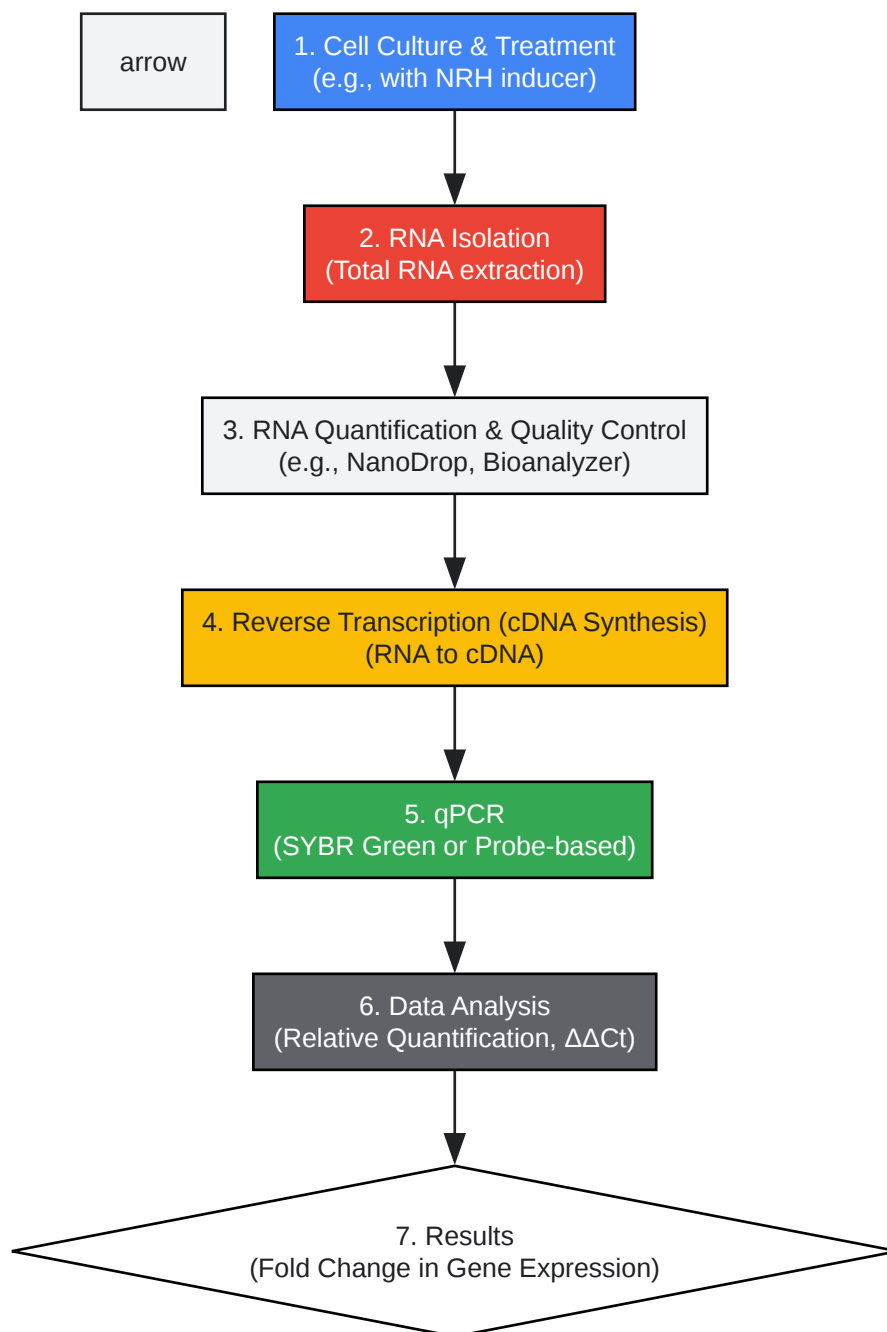 arrow
1. Cell Culture & Treatment
(e.g., with NRH inducer)
2. RNA Isolation
(Total RNA extraction)
3. RNA Quantification & Quality Control
(e.g., NanoDrop, Bioanalyzer)
4. Reverse Transcription (cDNA Synthesis)
(RNA to cDNA)
5. qPCR
(SYBR Green or Probe-based)
6. Data Analysis
(Relative Quantification, ΔΔCt)
7. Results
(Fold Change in Gene Expression)